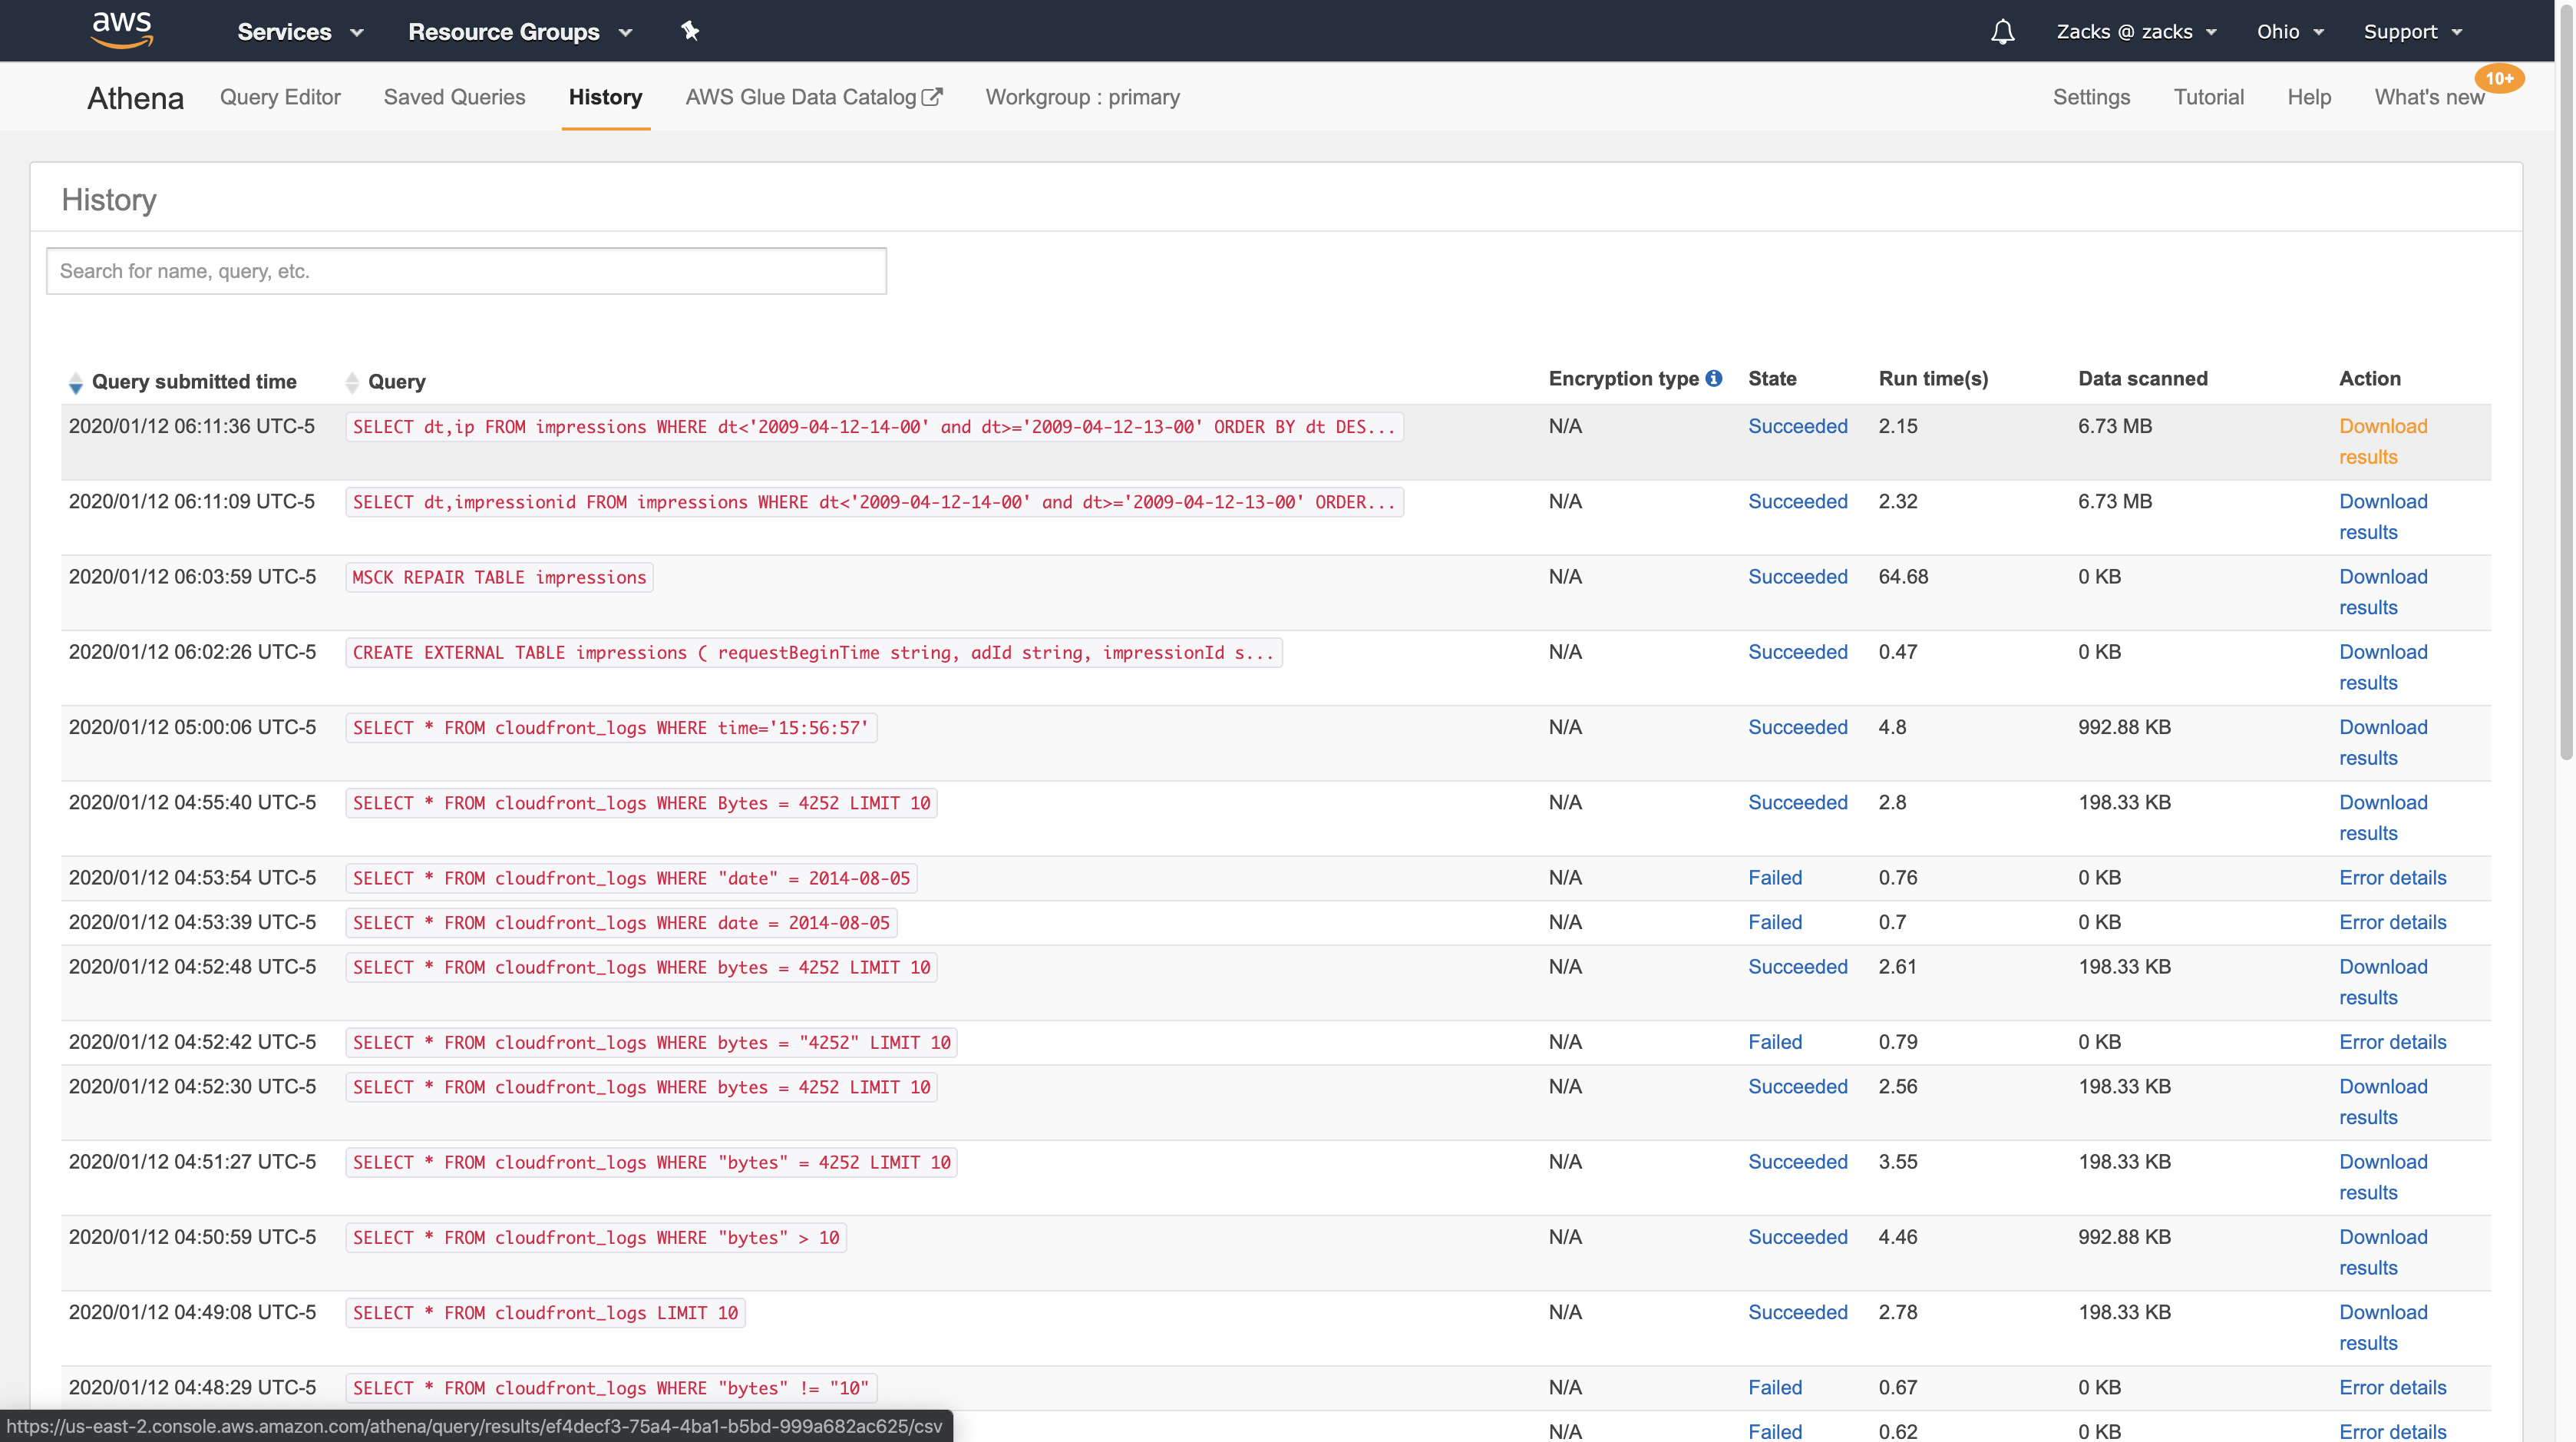 aws Services Resource Groups Zacks @ zacks Ohio Support
10+
Athena Query Editor Saved Queries History AWS Glue Data Catalog Workgroup : primary Settings Tutorial Help What's new
History
Search for name, query, etc.
Query submitted time Query Encryption type State Run time(s) Data scanned Action
2020/01/12 06:11:36 UTC-5 SELECT dt,ip FROM impressions WHERE dt<'2009-04-12-14-00' and dt>='2009-04-12-13-00' ORDER BY dt DES... N/A Succeeded 2.15 6.73 MB Download
results
2020/01/12 06:11:09 UTC-5 SELECT dt,impressionid FROM impressions WHERE dt<'2009-04-12-14-00' and dt>='2009-04-12-13-00' ORDER... N/A Succeeded 2.32 6.73 MB Download
results
2020/01/12 06:03:59 UTC-5 MSCK REPAIR TABLE impressions N/A Succeeded 64.68 0 KB Download
results
2020/01/12 06:02:26 UTC-5 CREATE EXTERNAL TABLE impressions ( requestBeginTime string, adId string, impressionId s... N/A Succeeded 0.47 0 KB Download
results
2020/01/12 05:00:06 UTC-5 SELECT * FROM cloudfront_logs WHERE time='15:56:57' N/A Succeeded 4.8 992.88 KB Download
results
2020/01/12 04:55:40 UTC-5 SELECT * FROM cloudfront_logs WHERE Bytes = 4252 LIMIT 10 N/A Succeeded 2.8 198.33 KB Download
results
2020/01/12 04:53:54 UTC-5 SELECT * FROM cloudfront_logs WHERE "date" = 2014-08-05 N/A Failed 0.76 0 KB Error details
2020/01/12 04:53:39 UTC-5 SELECT * FROM cloudfront_logs WHERE date = 2014-08-05 N/A Failed 0.7 0 KB Error details
2020/01/12 04:52:48 UTC-5 SELECT * FROM cloudfront_logs WHERE bytes = 4252 LIMIT 10 N/A Succeeded 2.61 198.33 KB Download
results
2020/01/12 04:52:42 UTC-5 SELECT * FROM cloudfront_logs WHERE bytes = "4252" LIMIT 10 N/A Failed 0.79 0 KB Error details
2020/01/12 04:52:30 UTC-5 SELECT * FROM cloudfront_logs WHERE bytes = 4252 LIMIT 10 N/A Succeeded 2.56 198.33 KB Download
results
2020/01/12 04:51:27 UTC-5 SELECT * FROM cloudfront_logs WHERE "bytes" = 4252 LIMIT 10 N/A Succeeded 3.55 198.33 KB Download
results
2020/01/12 04:50:59 UTC-5 SELECT * FROM cloudfront_logs WHERE "bytes" > 10 N/A Succeeded 4.46 992.88 KB Download
results
2020/01/12 04:49:08 UTC-5 SELECT * FROM cloudfront_logs LIMIT 10 N/A Succeeded 2.78 198.33 KB Download
results
2020/01/12 04:48:29 UTC-5 SELECT * FROM cloudfront_logs WHERE "bytes" != "10" N/A Failed 0.67 0 KB Error details
https://us-east-2.console.aws.amazon.com/athena/query/results/ef4decf3-75a4-4ba1-b5bd-999a682ac625/csv N/A Failed 0.62 0 KB Error details